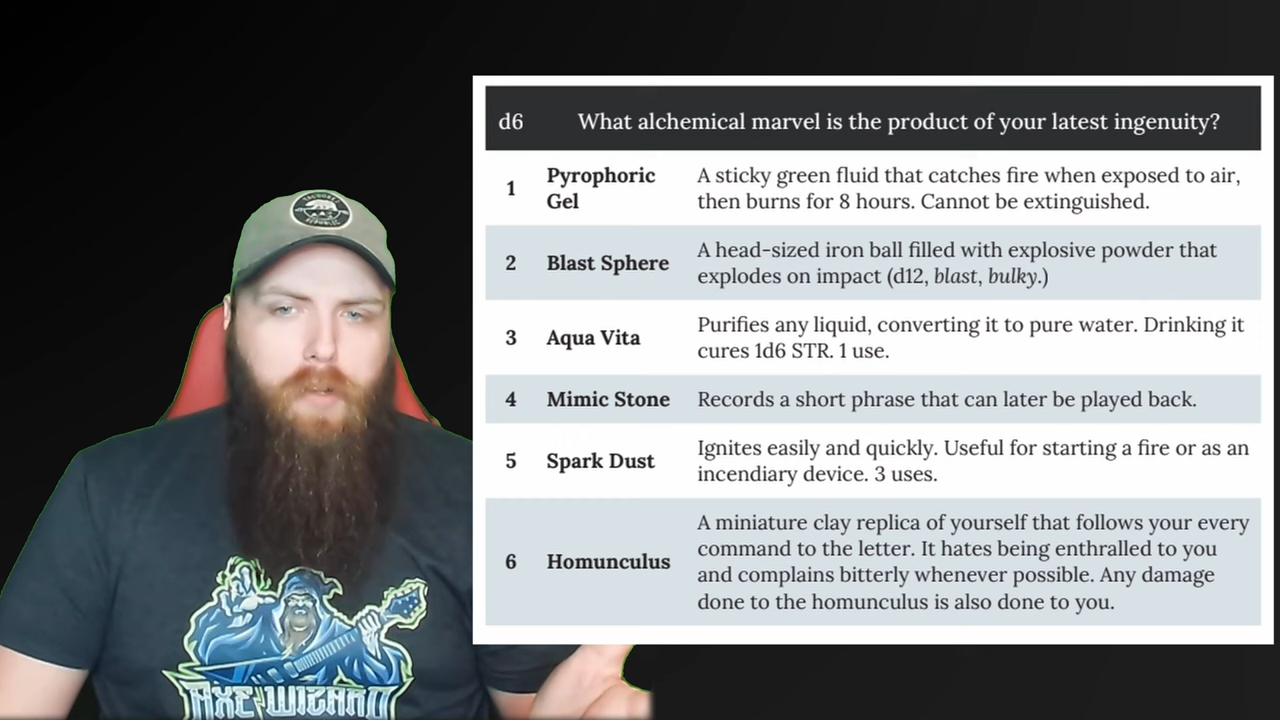 d6 What alchemical marvel is the product of your latest ingenuity?
1 Pyrophoric Gel A sticky green fluid that catches fire when exposed to air,
then burns for 8 hours. Cannot be extinguished.
2 Blast Sphere A head-sized iron ball filled with explosive powder that
explodes on impact (d12, blast, bulky.)
3 Aqua Vita Purifies any liquid, converting it to pure water. Drinking it
cures 1d6 STR. 1 use.
4 Mimic Stone Records a short phrase that can later be played back.
5 Spark Dust Ignites easily and quickly. Useful for starting a fire or as an
incendiary device. 3 uses.
6 Homunculus A miniature clay replica of yourself that follows your every
command to the letter. It hates being enthralled to you
and complains bitterly whenever possible. Any damage
done to the homunculus is also done to you.
AXE WIZARD